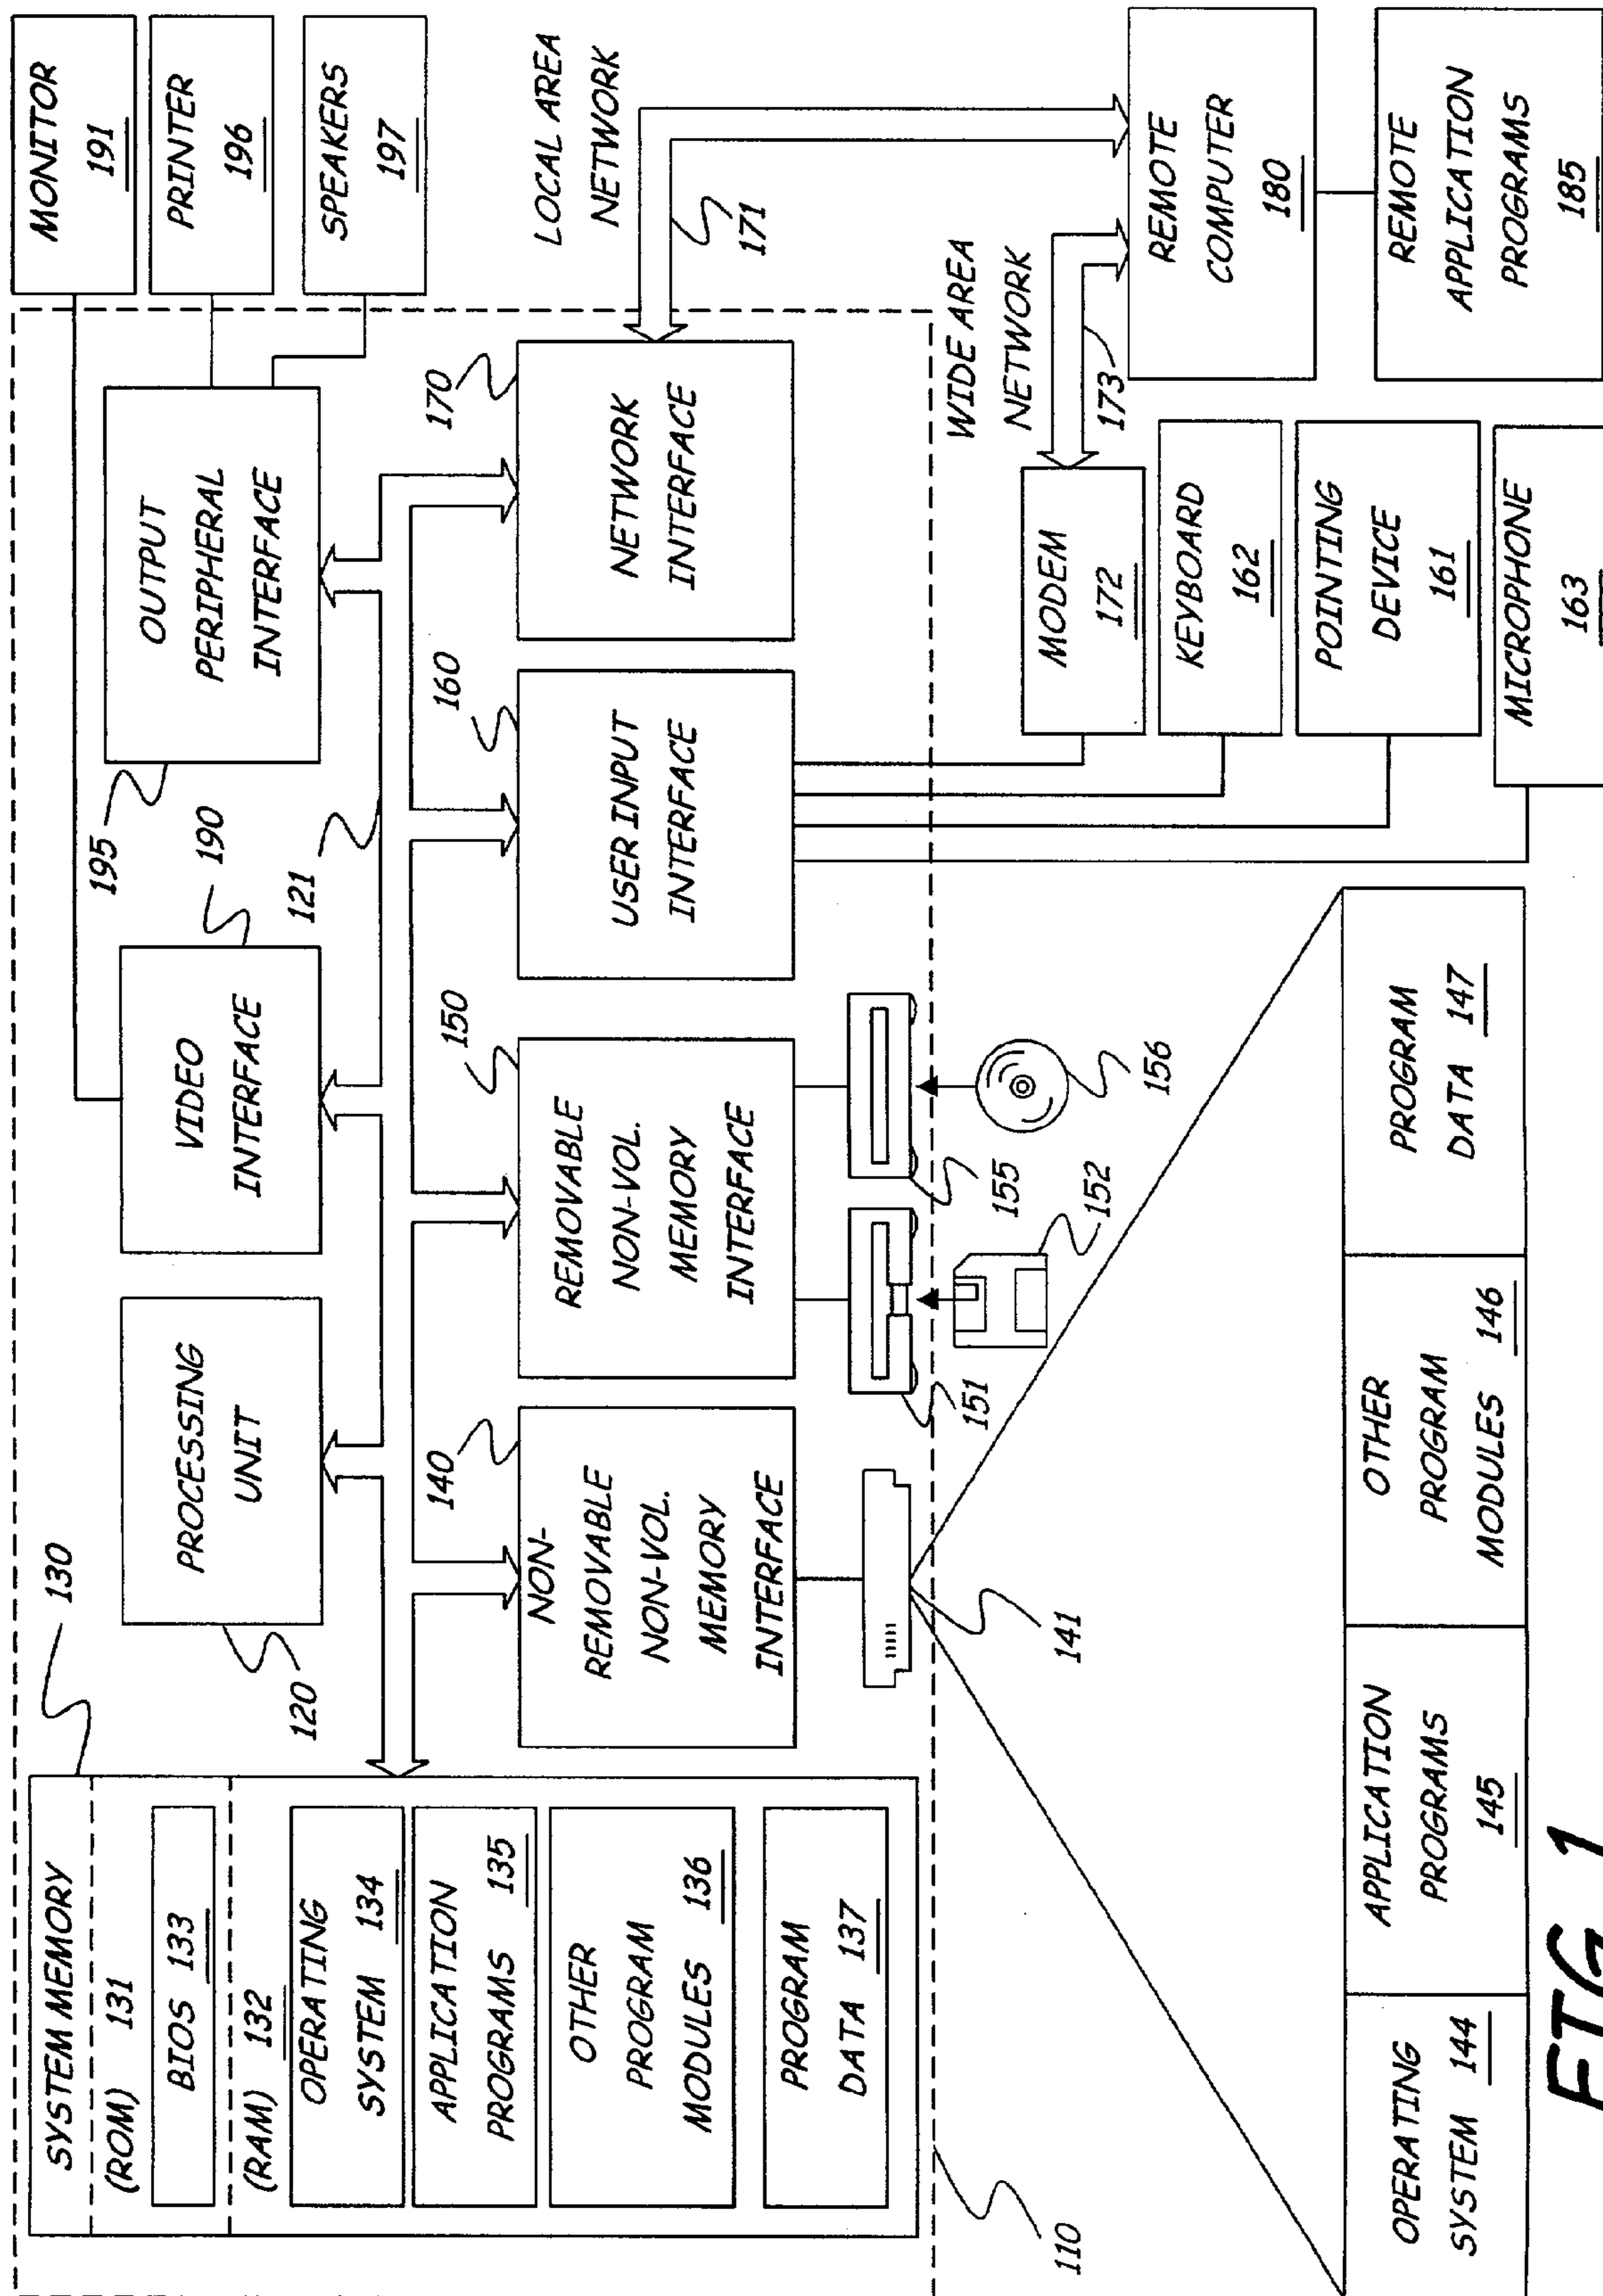 SYSTEM MEMORY
(ROM) 131
BIOS 133
(RAM) 132
OPERATING
SYSTEM 134
APPLICATION
PROGRAMS 135
OTHER
PROGRAM
MODULES 136
PROGRAM
DATA 137
130
120
PROCESSING
UNIT
VIDEO
INTERFACE
190
195
OUTPUT
PERIPHERAL
INTERFACE
121
MONITOR
191
PRINTER
196
SPEAKERS
197
140
NON-
REMOVABLE
NON-VOL.
MEMORY
INTERFACE
150
REMOVABLE
NON-VOL.
MEMORY
INTERFACE
160
USER INPUT
INTERFACE
170
NETWORK
INTERFACE
LOCAL AREA
NETWORK
171
110
141
151
152
155
156
WIDE AREA
NETWORK
173
MODEM
172
KEYBOARD
162
POINTING
DEVICE
161
MICROPHONE
163
REMOTE
COMPUTER
180
REMOTE
APPLICATION
PROGRAMS
185
OPERATING
SYSTEM 144
APPLICATION
PROGRAMS
145
OTHER
PROGRAM
MODULES 146
PROGRAM
DATA 147
FIG. 1